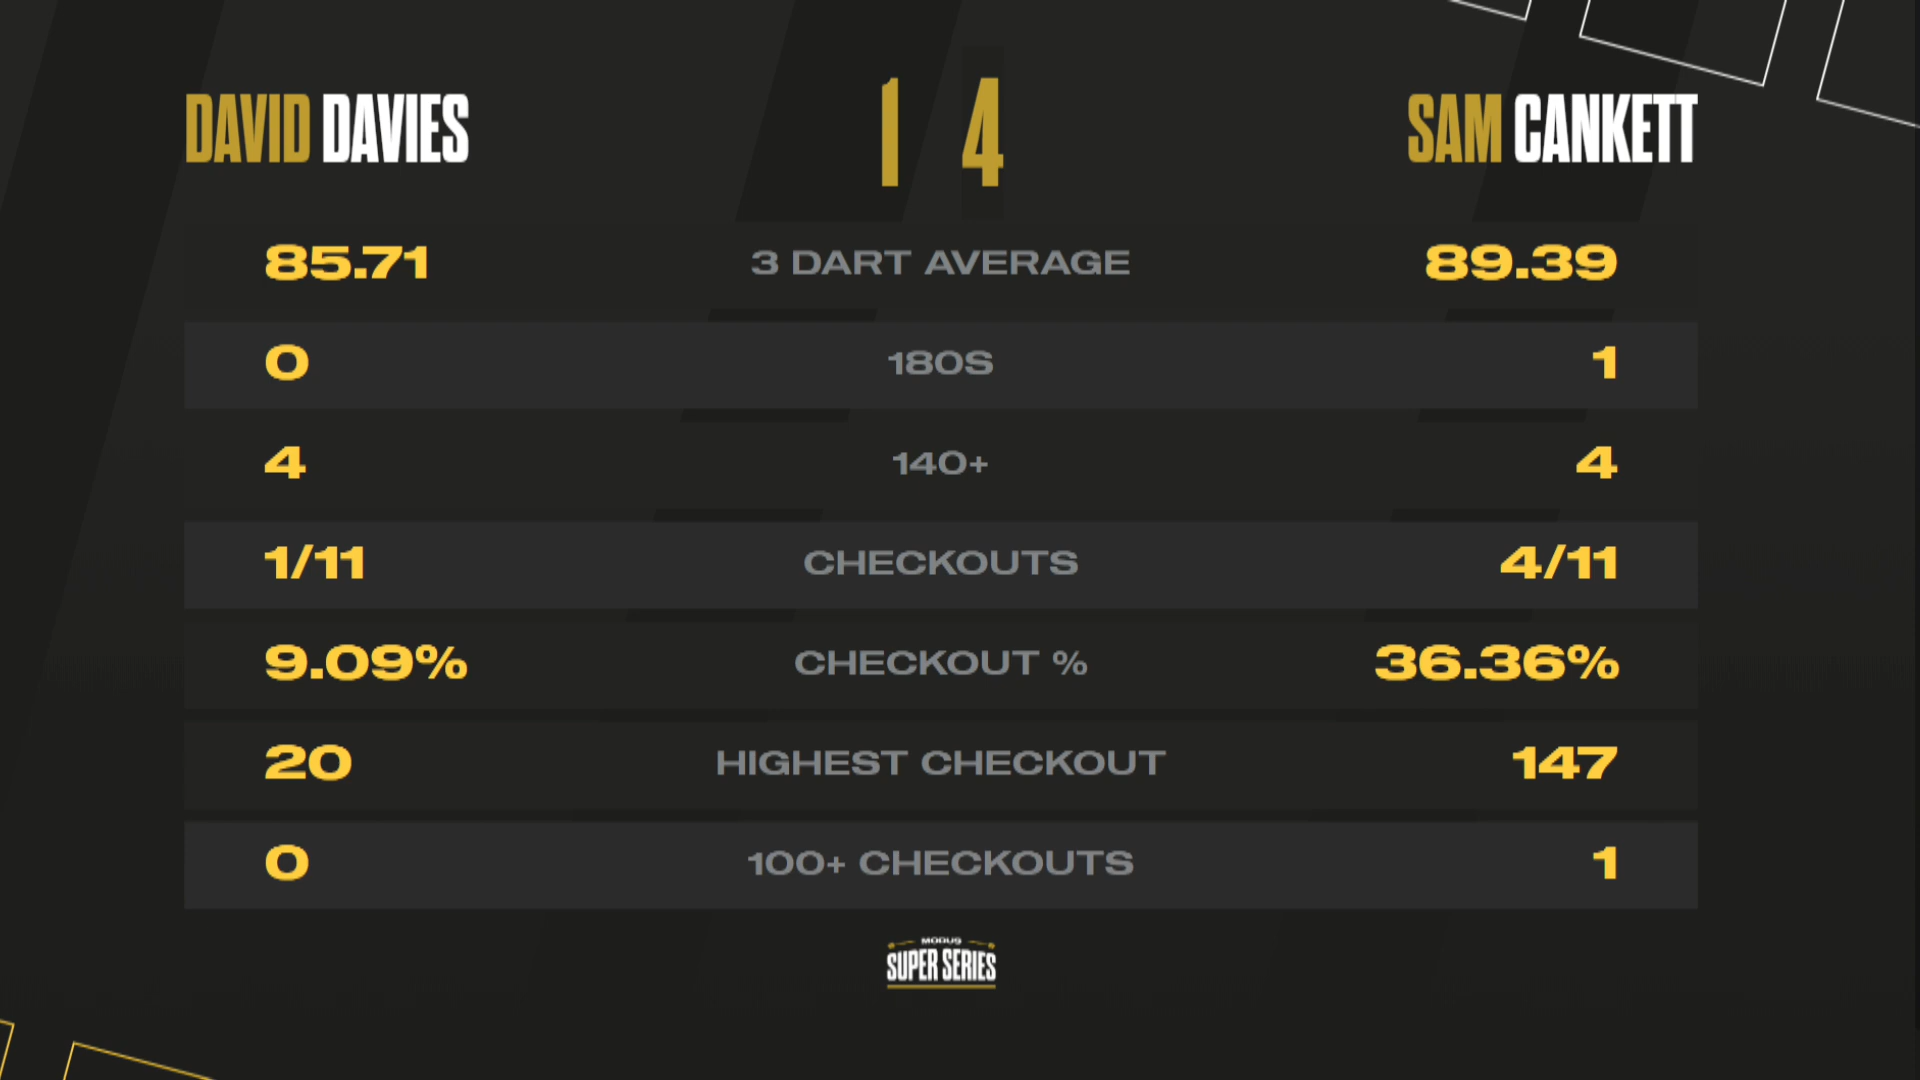 DAVID DAVIES 1 4 SAM CANKETT
85.71 3 DART AVERAGE 89.39
0 180S 1
4 140+ 4
1/11 CHECKOUTS 4/11
9.09% CHECKOUT % 36.36%
20 HIGHEST CHECKOUT 147
0 100+ CHECKOUTS 1
MODUS
SUPER SERIES